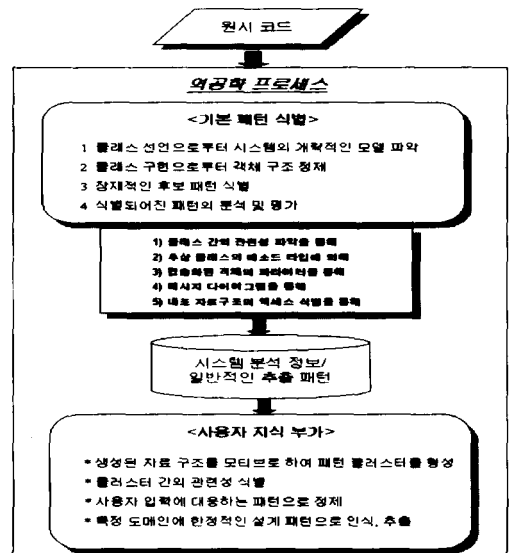 원시 코드
역공학 프로세스
<기본 패턴 식별>
1 클래스 선언으로부터 시스템의 개략적인 모델 파악
2 클래스 구현으로부터 객체 구조 정제
3 잠재적인 후보 패턴 식별
4 식별되어진 패턴의 분석 및 평가
1) 클래스 간의 관련성 파악을 통해
2) 추상 클래스의 메소드 타입에 의해
3) 캡슐화된 객체의 파라미터를 통해
4) 메시지 다이어그램을 통해
5) 내포 자료구조의 액세스 식별을 통해
시스템 분석 정보/
일반적인 추출 패턴
<사용자 지식 부가>
* 생성된 자료 구조를 모티브로 하여 패턴 클러스터를 형성
* 클러스터 간의 관련성 식별
* 사용자 입력에 대응하는 패턴으로 정제
* 특정 도메인에 한정적인 설계 패턴으로 인식, 추출